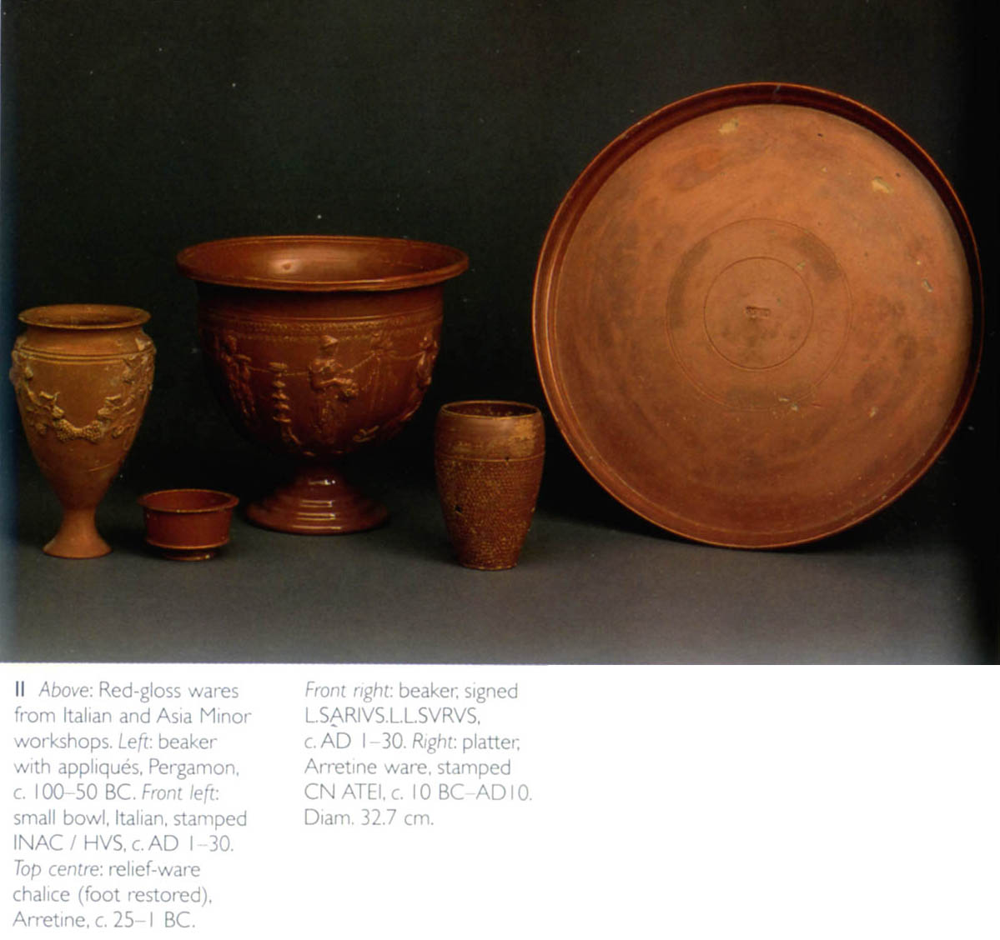 II Above: Red-gloss wares
from Italian and Asia Minor
workshops. Left: beaker
with appliqués, Pergamon,
c. 100–50 BC. Front left:
small bowl, Italian, stamped
INAC / HVS, c. AD 1–30.
Top centre: relief-ware
chalice (foot restored),
Arretine, c. 25–1 BC.
Front right: beaker, signed
L.SARIVS.L.L.SVRVS,
c. AD 1–30. Right: platter,
Arretine ware, stamped
CN ATEI, c. 10 BC–AD10.
Diam. 32.7 cm.